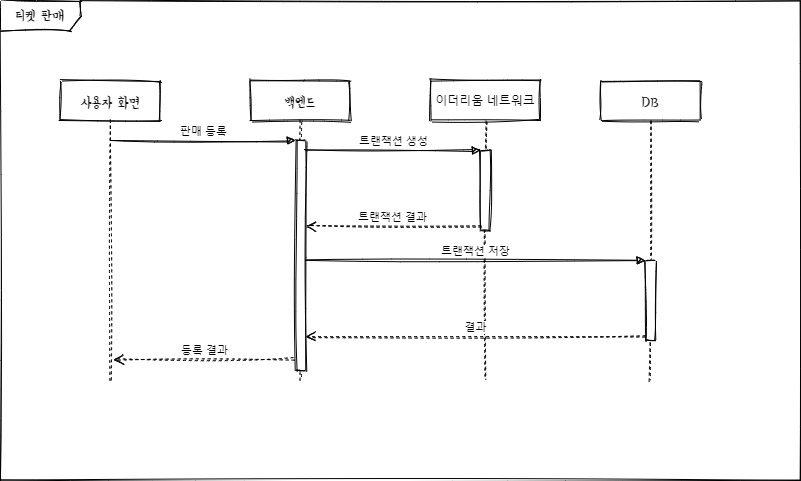 티켓 판매
사용자 화면
백엔드
이더리움 네트워크
DB
판매 등록
트랜잭션 생성
트랜잭션 결과
트랜잭션 저장
결과
등록 결과